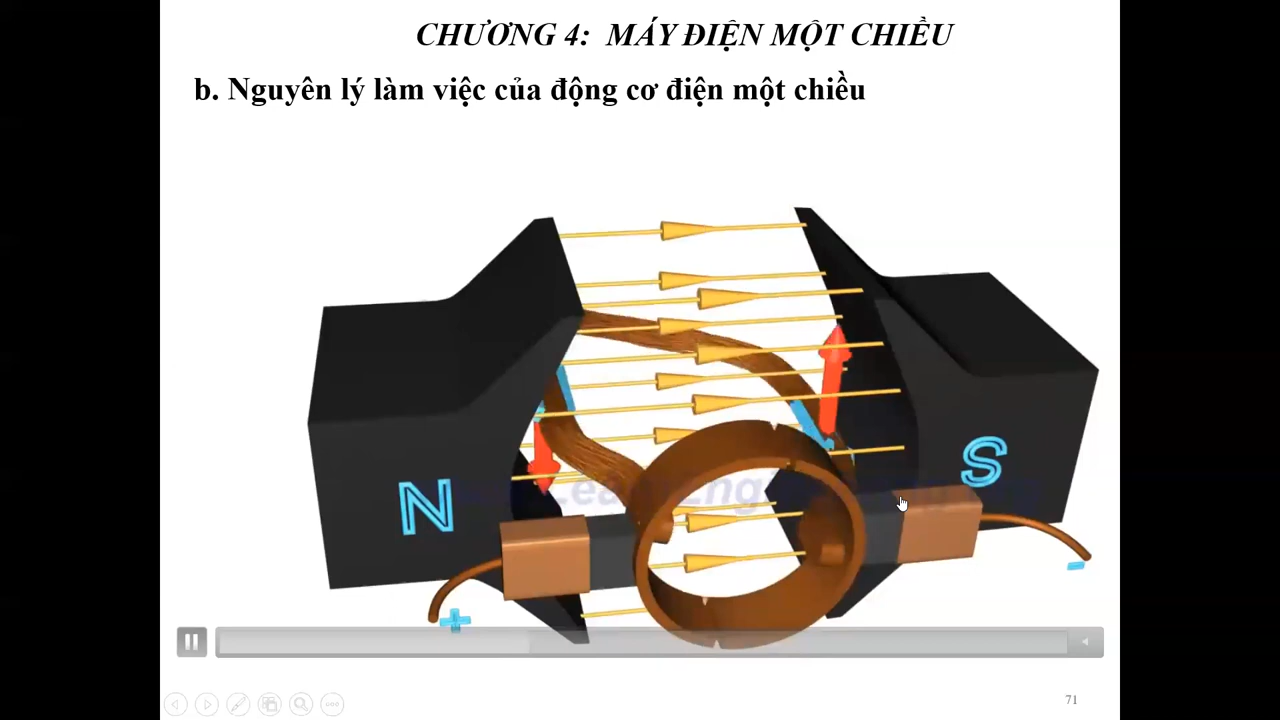 CHƯƠNG 4: MÁY ĐIỆN MỘT CHIỀU
b. Nguyên lý làm việc của động cơ điện một chiều
N
S
+
-
71